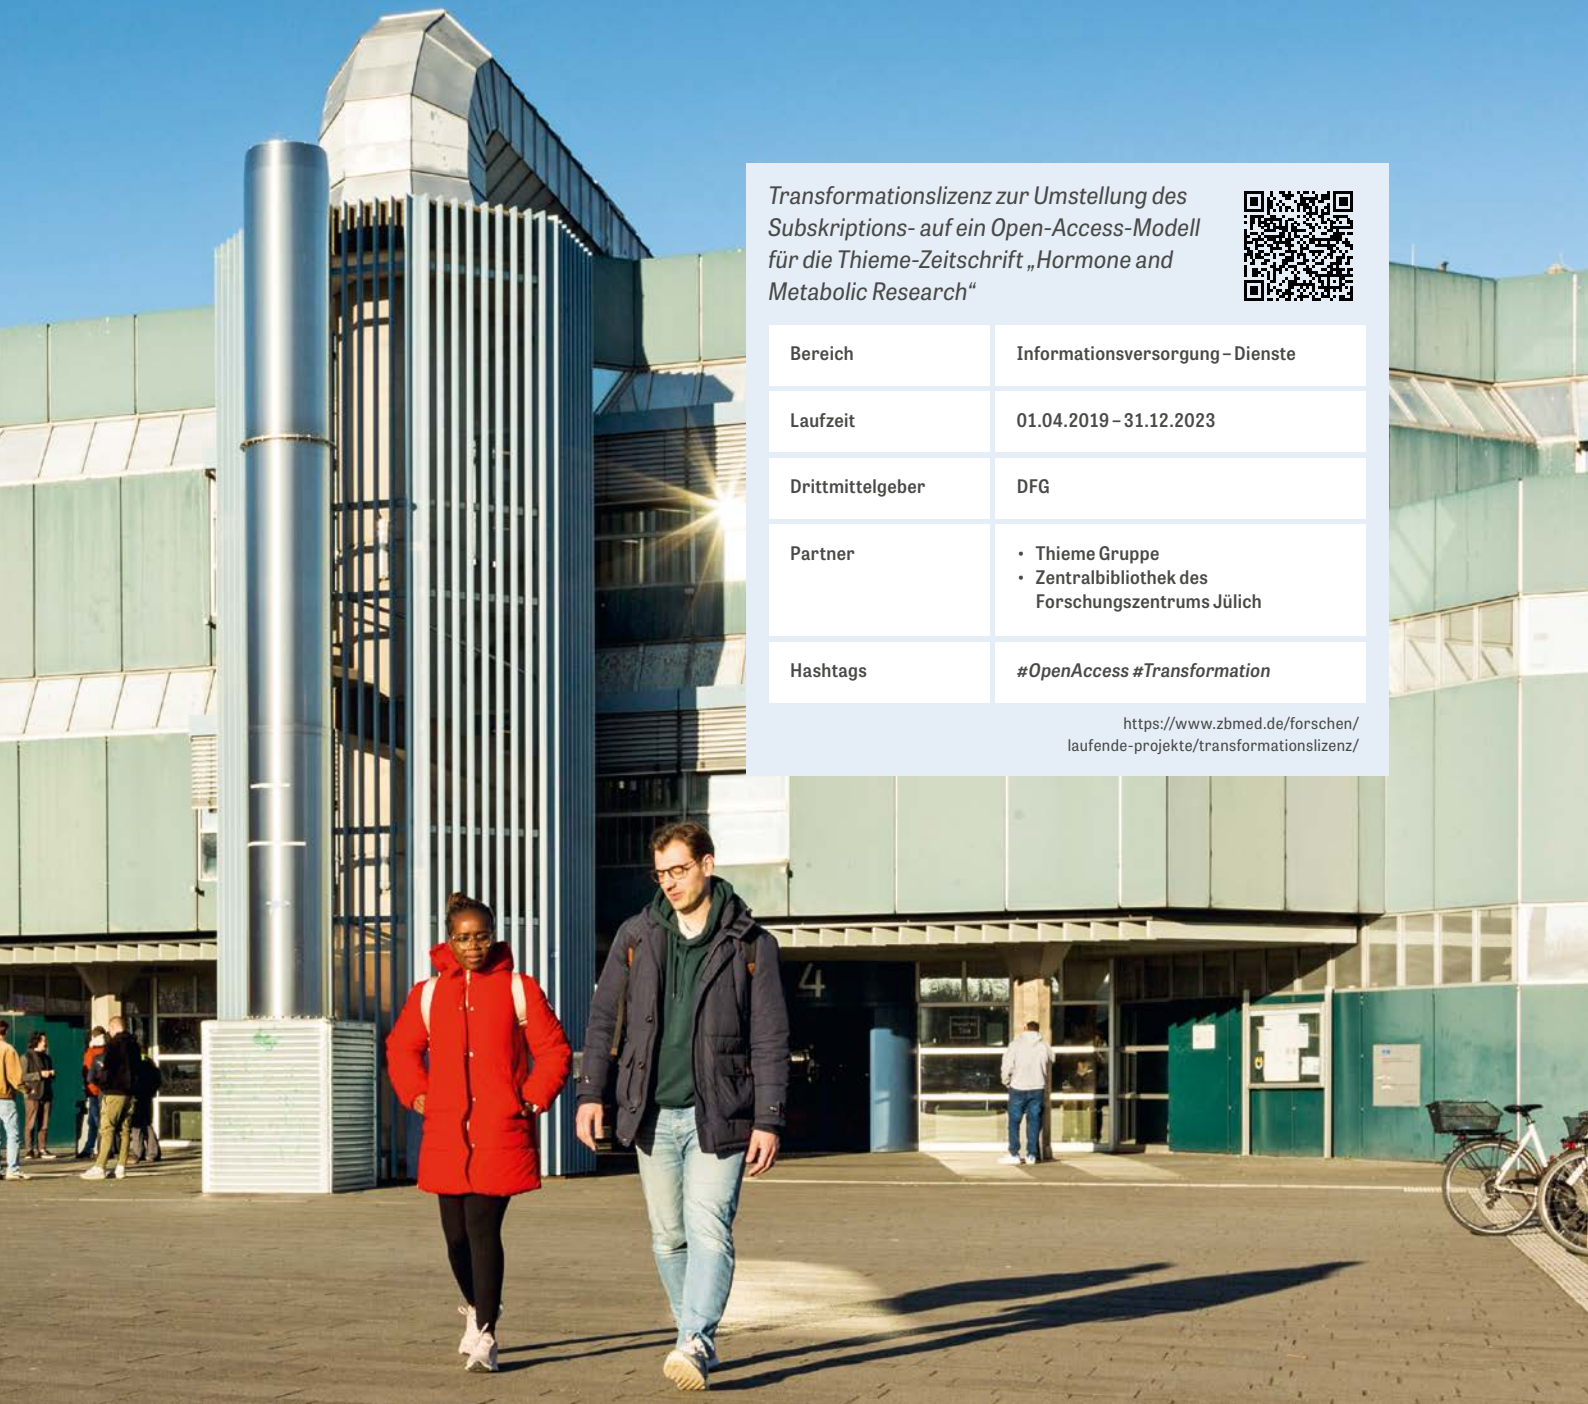 Transformationslizenz zur Umstellung des
Subskriptions- auf ein Open-Access-Modell
für die Thieme-Zeitschrift „Hormone and
Metabolic Research“
Bereich
Informationsversorgung – Dienste
Laufzeit
01.04.2019 – 31.12.2023
Drittmittelgeber
DFG
Partner
• Thieme Gruppe
• Zentralbibliothek des
Forschungszentrums Jülich
Hashtags
#OpenAccess #Transformation
https://www.zbmed.de/forschen/
laufende-projekte/transformationslizenz/
4